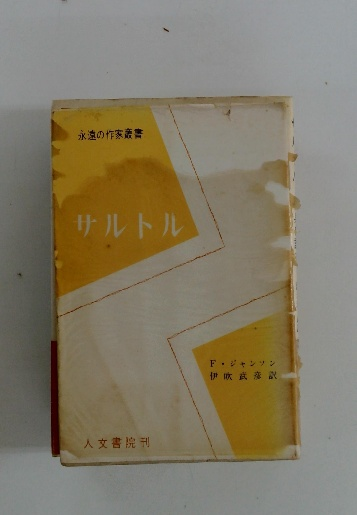 永遠の作家叢書
サルトル
F・ジャンソン
伊吹武彦訳
人文書院刊